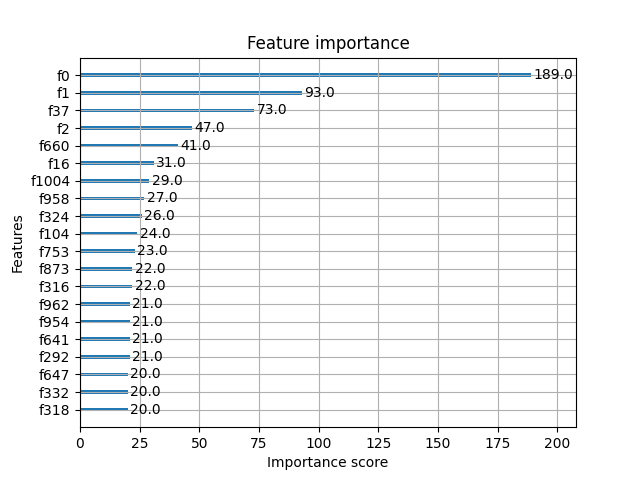 Feature importance
f0 189.0
f1 93.0
f37 73.0
f2 47.0
f660 41.0
f16 31.0
f1004 29.0
f958 27.0
f324 26.0
f104 24.0
f753 23.0
f873 22.0
f316 22.0
f962 21.0
f954 21.0
f641 21.0
f292 21.0
f647 20.0
f332 20.0
f318 20.0
Features
0 25 50 75 100 125 150 175 200
Importance score